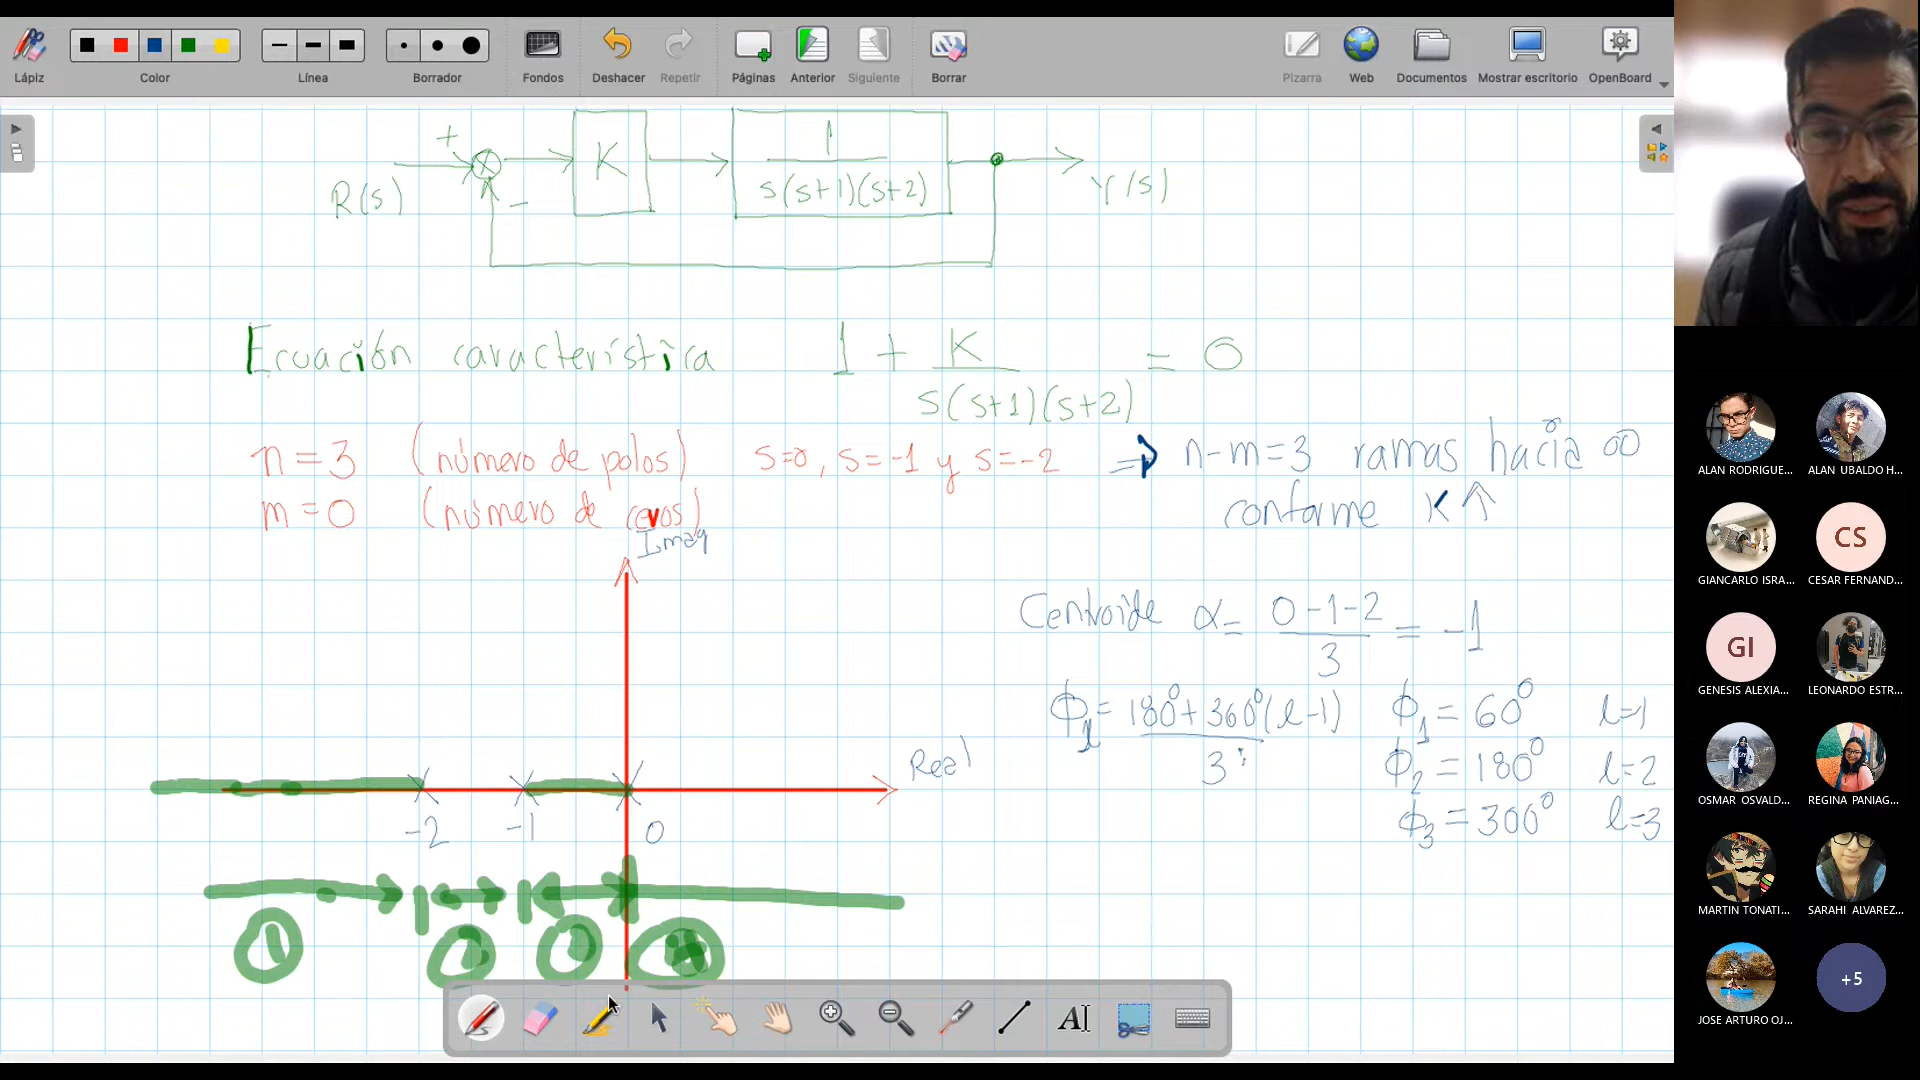 Lápiz
Color
Línea
Borrador
Fondos
Deshacer
Repetir
Páginas
Anterior
Siguiente
Borrar
Pizarra
Web
Documentos
Mostrar escritorio
OpenBoard
R(s)
+
-
K
1
s(s+1)(s+2)
Y(s)
Ecuación característica 1 + K / s(s+1)(s+2) = 0
n=3 (número de polos) s=0, s=-1 y s=-2 ⇒ n-m=3 ramas hacia ∞
m=0 (número de ceros) conforme K↑
Imag
Centroide α= 0-1-2 / 3 = -1
ϕl = 180°+360°(l-1) / 3 ϕ1 = 60° l=1
ϕ2 = 180° l=2
ϕ3 = 300° l=3
Real
-2 -1 0
ALAN RODRIGUE...
ALAN UBALDO H...
GIANCARLO ISRA...
CS
CESAR FERNAND...
GI
GENESIS ALEXIA...
LEONARDO ESTR...
OSMAR OSVALD...
REGINA PANIAG...
MARTIN TONATI...
SARAHI ALVAREZ...
JOSE ARTURO OJ...
+5